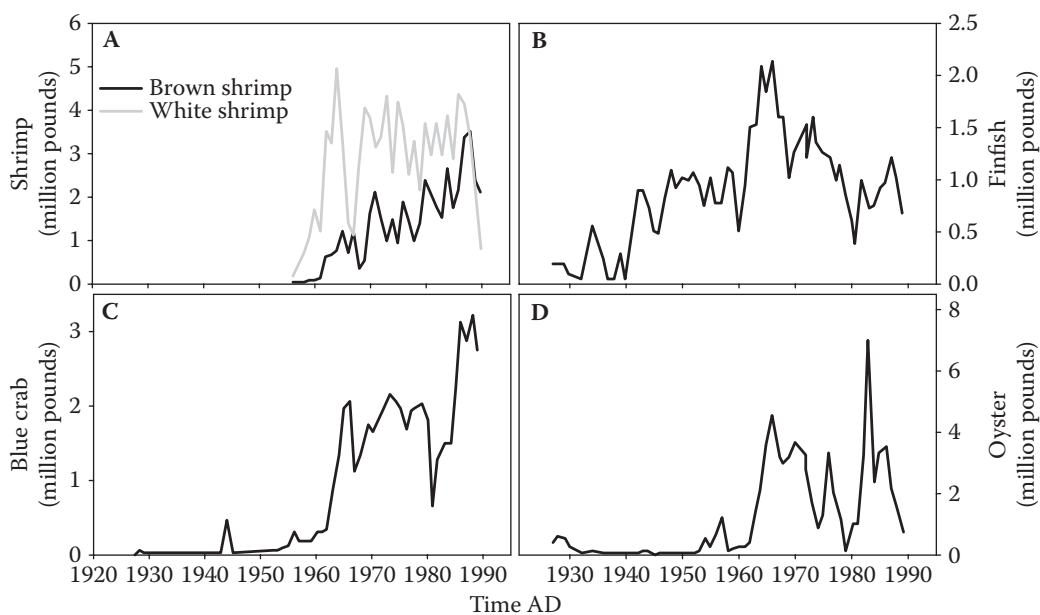 A
Brown shrimp
White shrimp
Shrimp
(million pounds)
6
5
4
3
2
1
0
B
2.5
2.0
1.5
1.0
0.5
0.0
Finfish
(million pounds)
C
Blue crab
(million pounds)
3
2
1
0
1920 1930 1940 1950 1960 1970 1980 1990
D
8
6
4
2
0
Oyster
(million pounds)
1930 1940 1950 1960 1970 1980 1990
Time AD